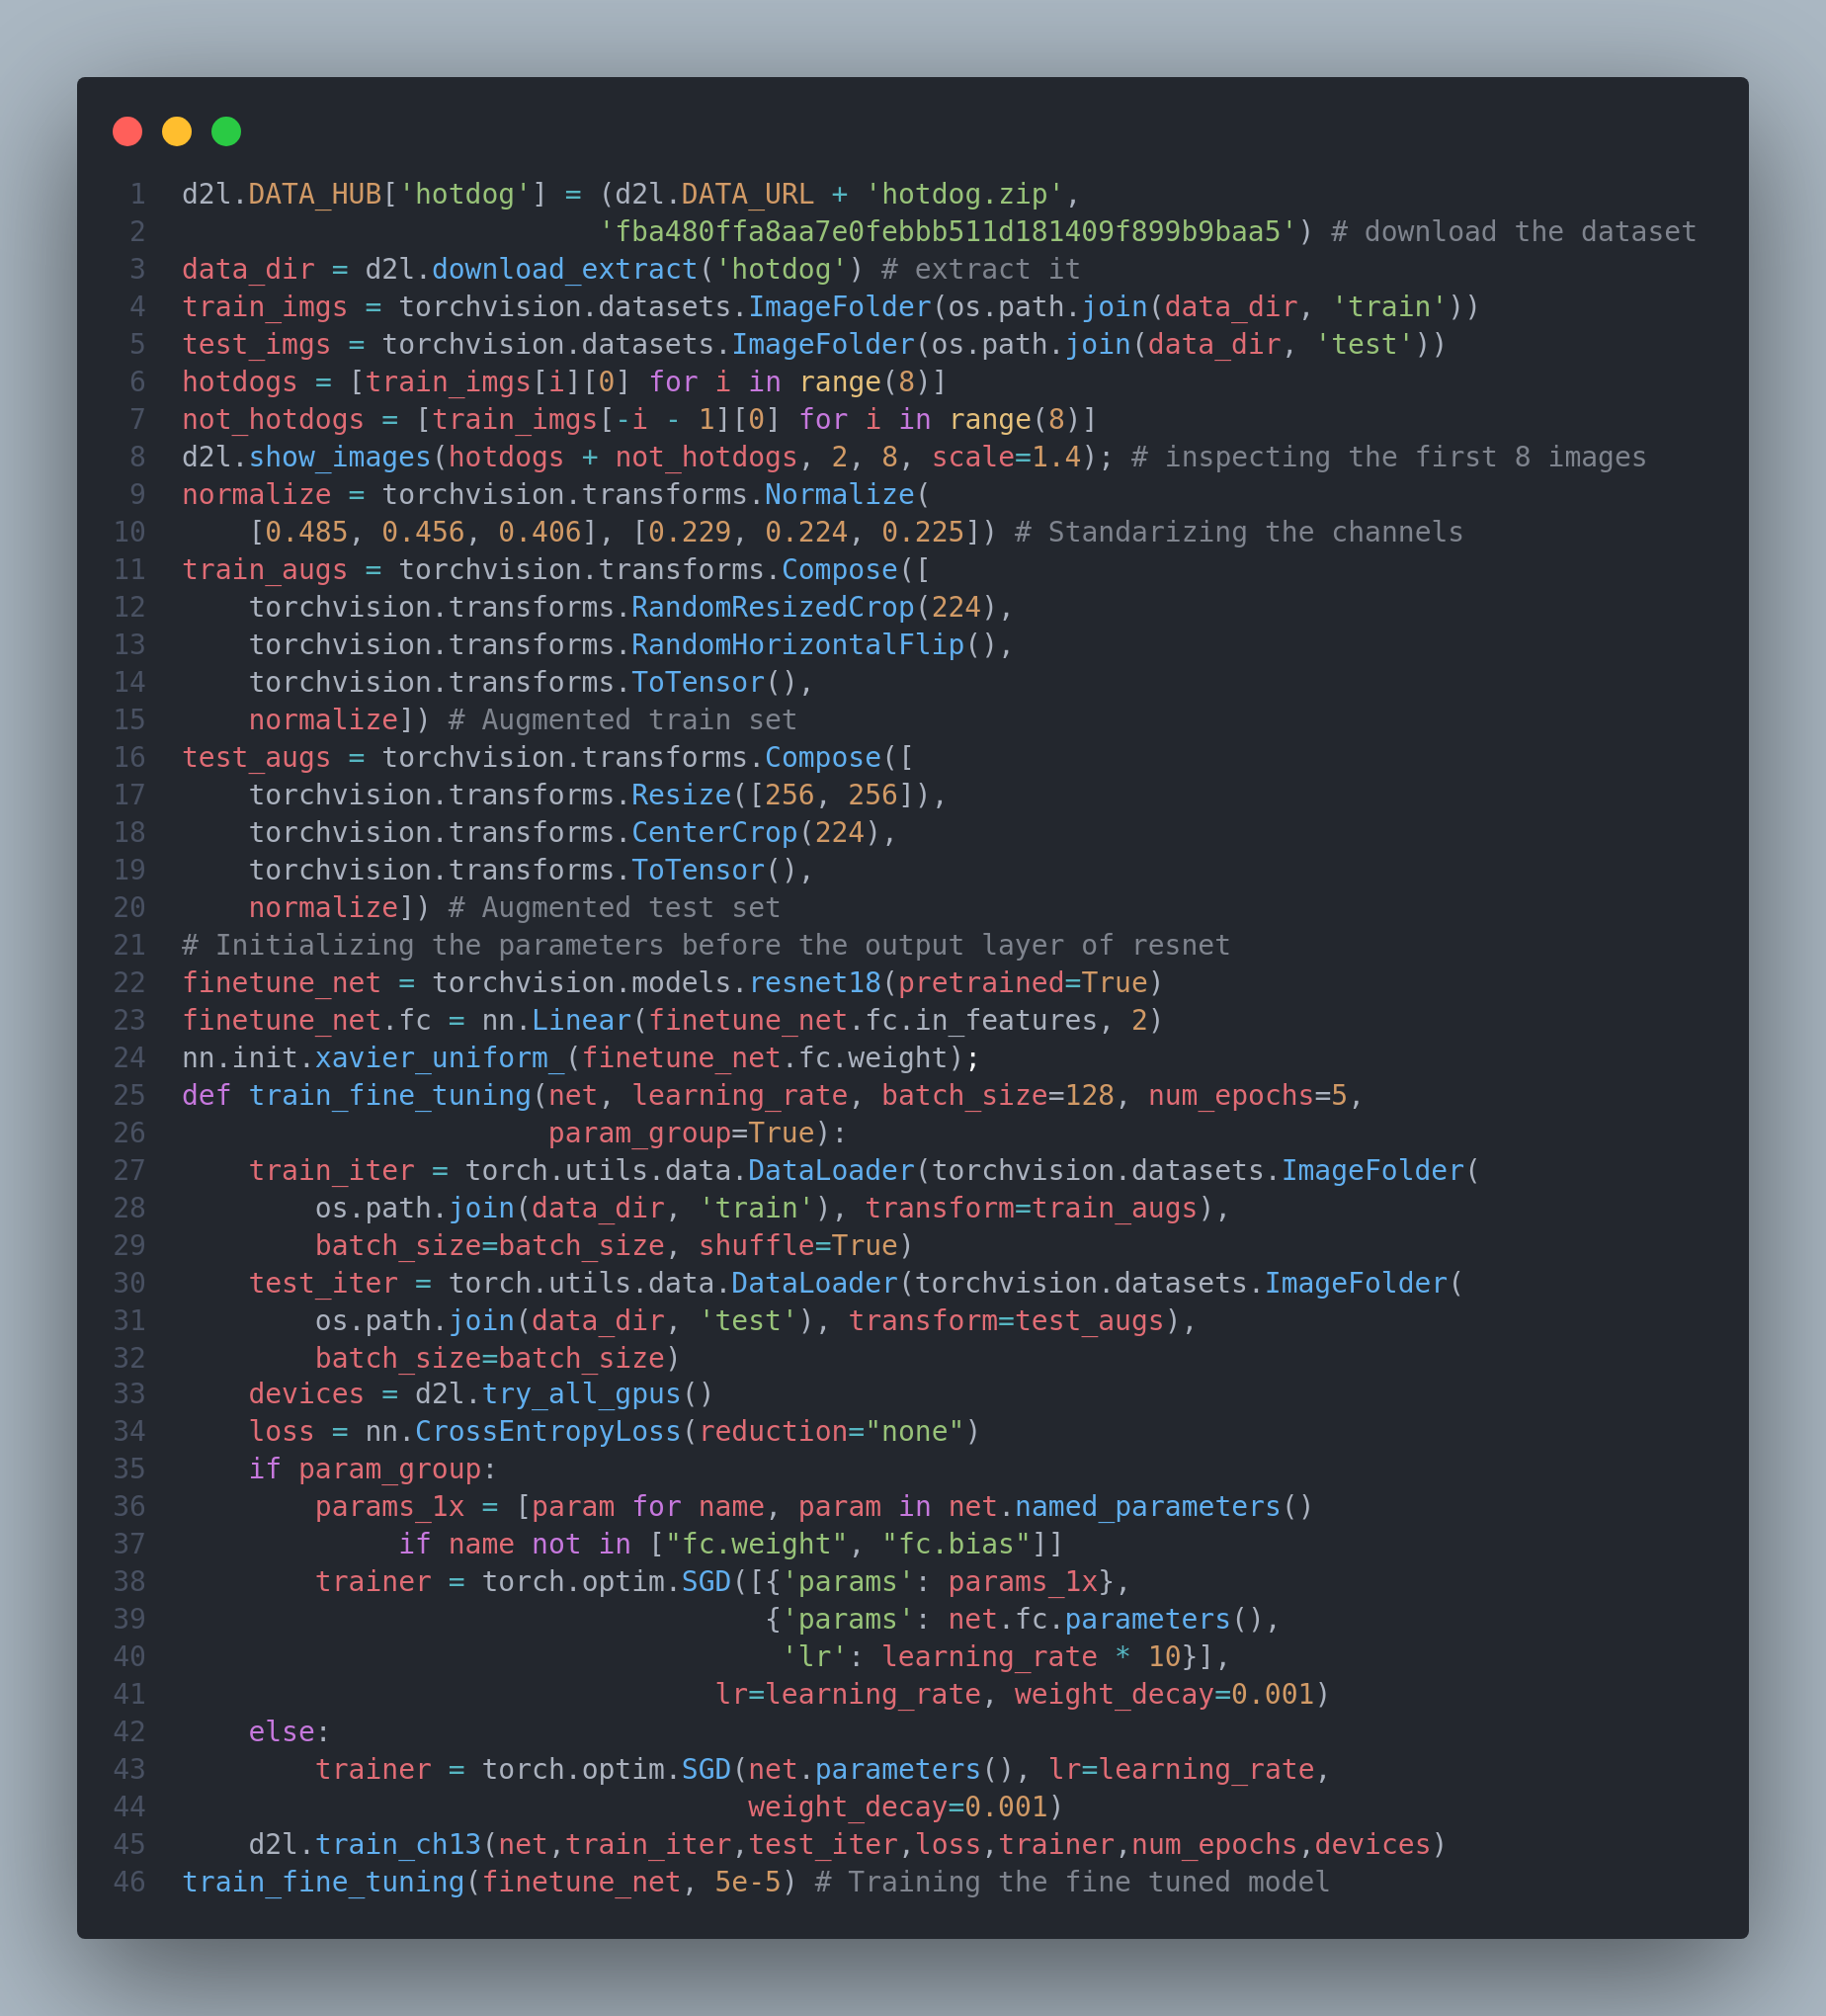 1 d2l.DATA_HUB['hotdog'] = (d2l.DATA_URL + 'hotdog.zip',
2                          'fba480ffa8aa7e0febbb511d181409f899b9baa5') # download the dataset
3 data_dir = d2l.download_extract('hotdog') # extract it
4 train_imgs = torchvision.datasets.ImageFolder(os.path.join(data_dir, 'train'))
5 test_imgs = torchvision.datasets.ImageFolder(os.path.join(data_dir, 'test'))
6 hotdogs = [train_imgs[i][0] for i in range(8)]
7 not_hotdogs = [train_imgs[-i - 1][0] for i in range(8)]
8 d2l.show_images(hotdogs + not_hotdogs, 2, 8, scale=1.4); # inspecting the first 8 images
9 normalize = torchvision.transforms.Normalize(
10     [0.485, 0.456, 0.406], [0.229, 0.224, 0.225]) # Standarizing the channels
11 train_augs = torchvision.transforms.Compose([
12     torchvision.transforms.RandomResizedCrop(224),
13     torchvision.transforms.RandomHorizontalFlip(),
14     torchvision.transforms.ToTensor(),
15     normalize]) # Augmented train set
16 test_augs = torchvision.transforms.Compose([
17     torchvision.transforms.Resize([256, 256]),
18     torchvision.transforms.CenterCrop(224),
19     torchvision.transforms.ToTensor(),
20     normalize]) # Augmented test set
21 # Initializing the parameters before the output layer of resnet
22 finetune_net = torchvision.models.resnet18(pretrained=True)
23 finetune_net.fc = nn.Linear(finetune_net.fc.in_features, 2)
24 nn.init.xavier_uniform_(finetune_net.fc.weight);
25 def train_fine_tuning(net, learning_rate, batch_size=128, num_epochs=5,
26                       param_group=True):
27     train_iter = torch.utils.data.DataLoader(torchvision.datasets.ImageFolder(
28         os.path.join(data_dir, 'train'), transform=train_augs),
29         batch_size=batch_size, shuffle=True)
30     test_iter = torch.utils.data.DataLoader(torchvision.datasets.ImageFolder(
31         os.path.join(data_dir, 'test'), transform=test_augs),
32         batch_size=batch_size)
33     devices = d2l.try_all_gpus()
34     loss = nn.CrossEntropyLoss(reduction="none")
35     if param_group:
36         params_1x = [param for name, param in net.named_parameters()
37              if name not in ["fc.weight", "fc.bias"]]
38         trainer = torch.optim.SGD([{'params': params_1x},
39                                    {'params': net.fc.parameters(),
40                                     'lr': learning_rate * 10}],
41                                 lr=learning_rate, weight_decay=0.001)
42     else:
43         trainer = torch.optim.SGD(net.parameters(), lr=learning_rate,
44                                   weight_decay=0.001)
45     d2l.train_ch13(net,train_iter,test_iter,loss,trainer,num_epochs,devices)
46 train_fine_tuning(finetune_net, 5e-5) # Training the fine tuned model